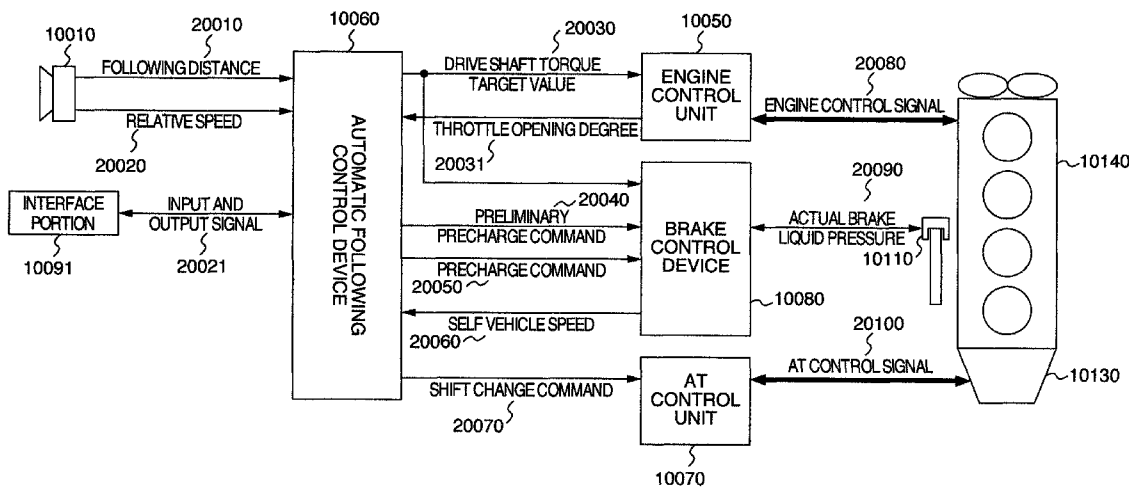 10010
20010
FOLLOWING DISTANCE
RELATIVE SPEED
20020
INTERFACE
PORTION
10091
INPUT AND
OUTPUT SIGNAL
20021
10060
AUTOMATIC FOLLOWING
CONTROL DEVICE
20030
DRIVE SHAFT TORQUE
TARGET VALUE
THROTTLE OPENING DEGREE
20031
20040
PRELIMINARY
PRECHARGE COMMAND
PRECHARGE COMMAND
20050
SELF VEHICLE SPEED
20060
SHIFT CHANGE COMMAND
20070
10050
ENGINE
CONTROL
UNIT
BRAKE
CONTROL
DEVICE
10080
AT
CONTROL
UNIT
10070
20080
ENGINE CONTROL SIGNAL
20090
ACTUAL BRAKE
LIQUID PRESSURE
10110
20100
AT CONTROL SIGNAL
10140
10130